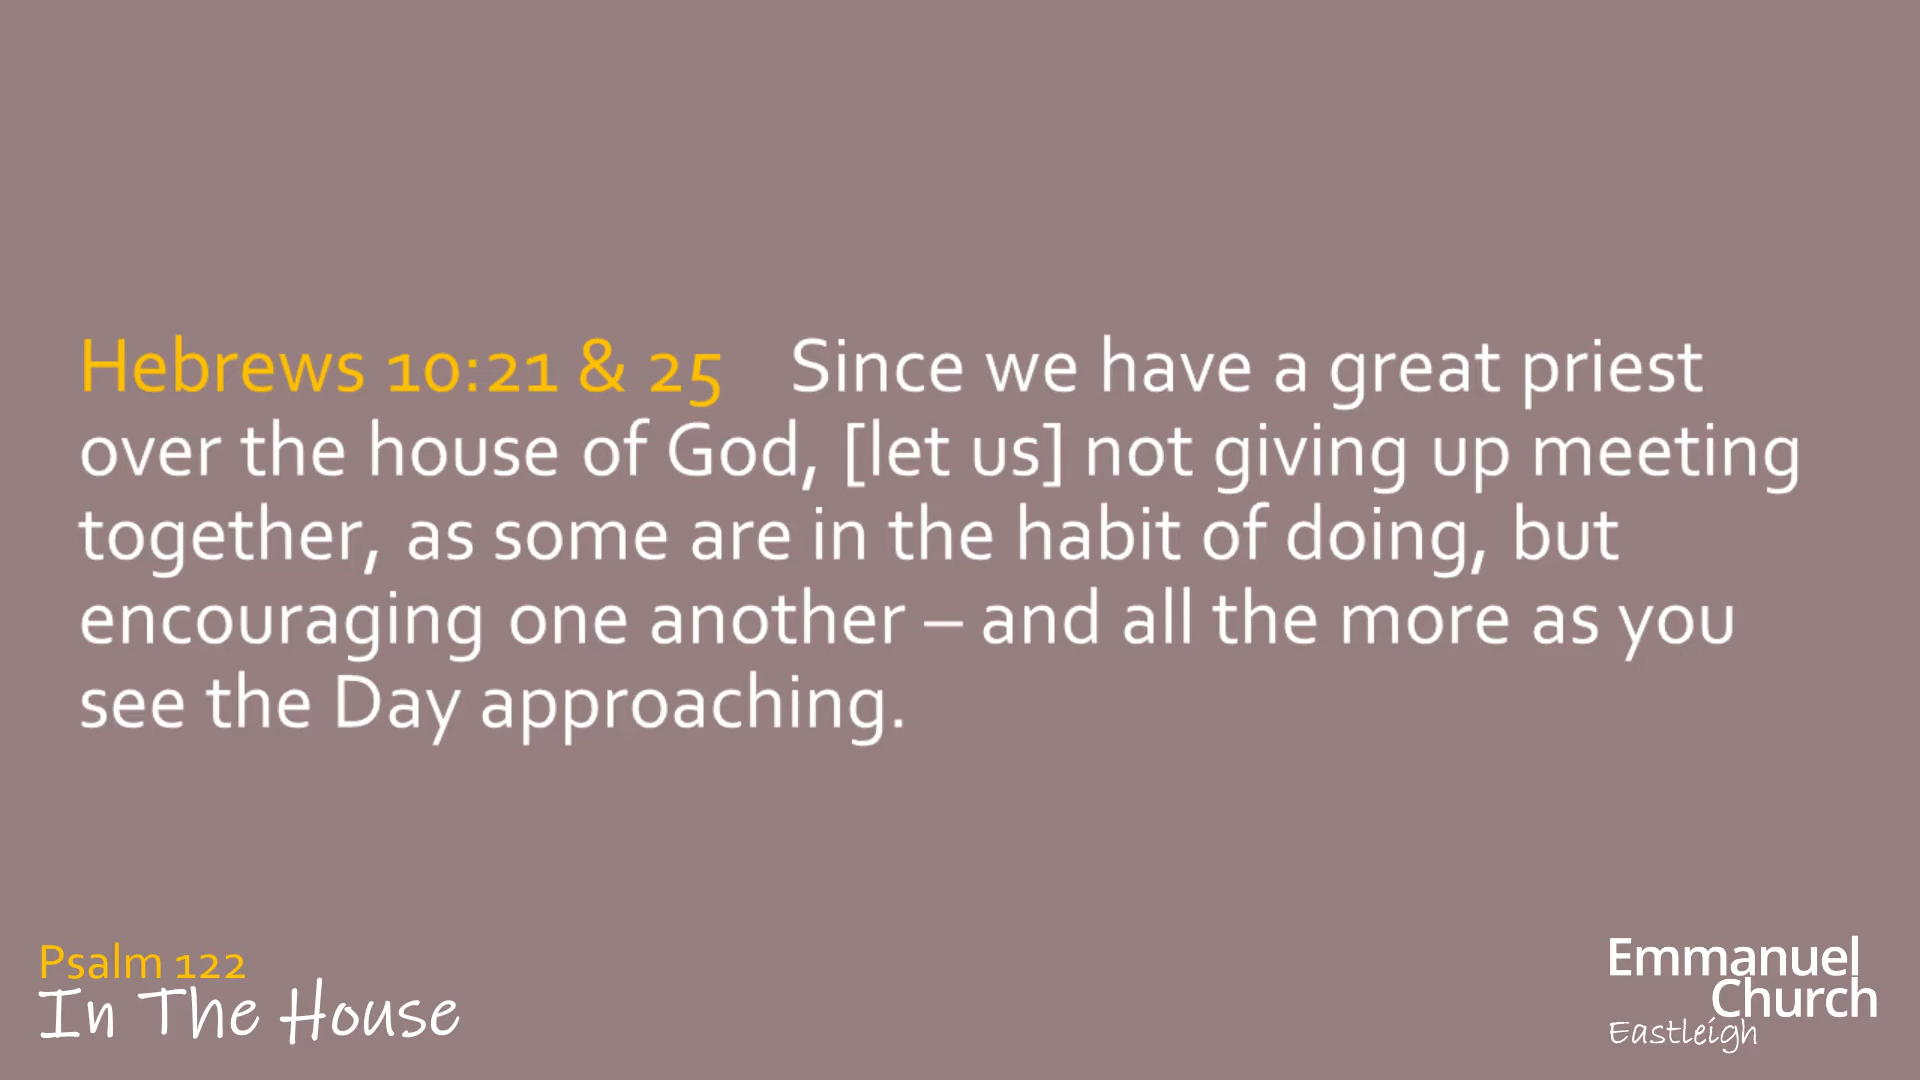 Hebrews 10:21 & 25 Since we have a great priest
over the house of God, [let us] not giving up meeting
together, as some are in the habit of doing, but
encouraging one another – and all the more as you
see the Day approaching.
Psalm 122
In The House
Emmanuel
Church
Eastleigh